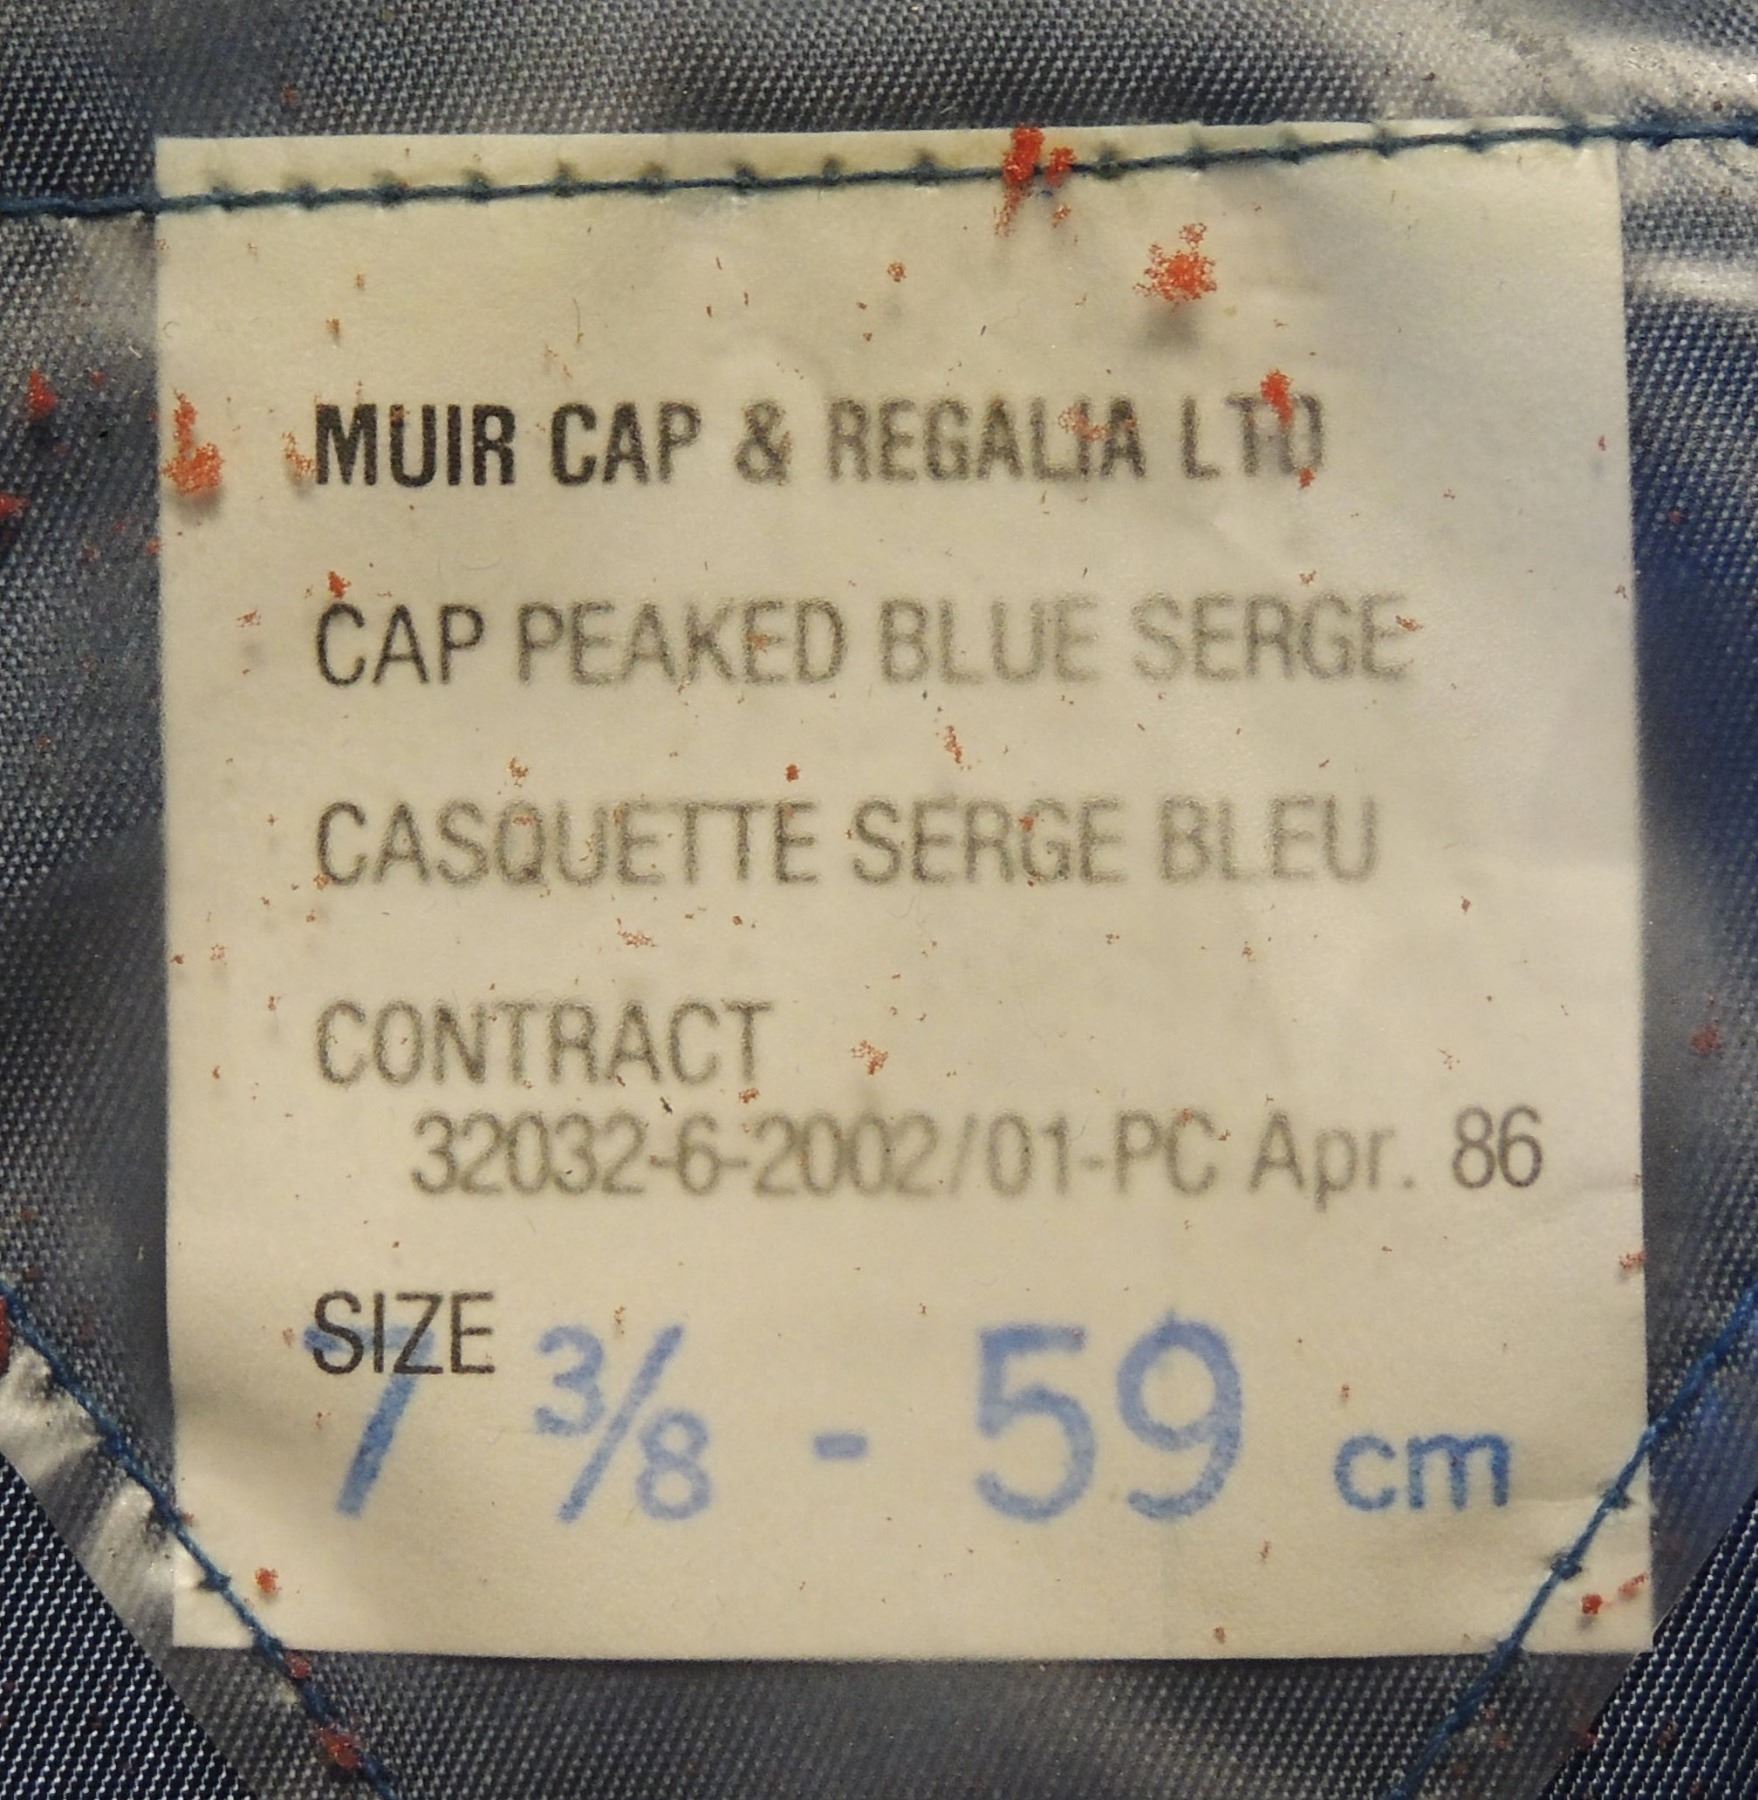 MUIR CAP & REGALIA LTD
CAP PEAKED BLUE SERGE
CASQUETTE SERGE BLEU
CONTRACT
32032-6-2002/01-PC Apr. 86
SIZE
7 3/8 - 59 cm